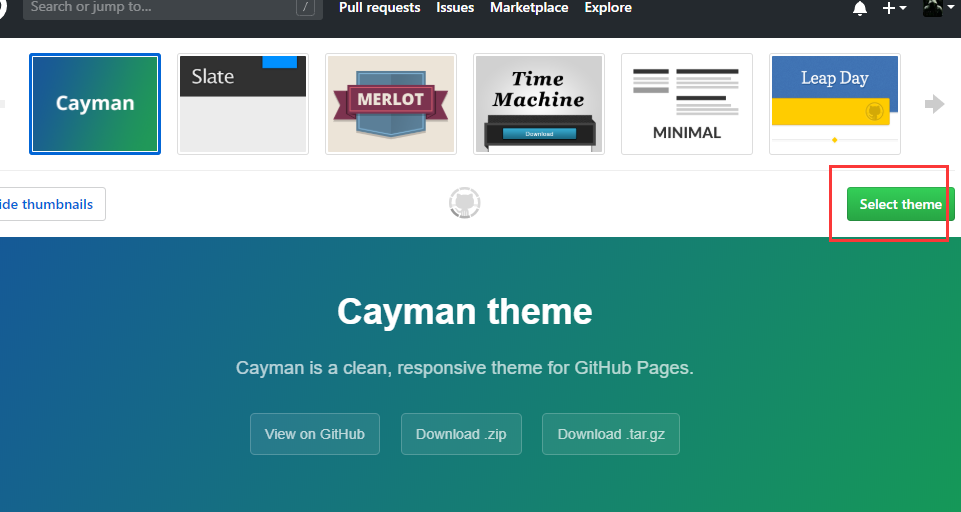 Search or jump to...
/
Pull requests Issues Marketplace Explore
Cayman
Slate
MERLOT
Time
Machine
Download
MINIMAL
Leap Day
ide thumbnails
Select theme
Cayman theme
Cayman is a clean, responsive theme for GitHub Pages.
View on GitHub
Download .zip
Download .tar.gz